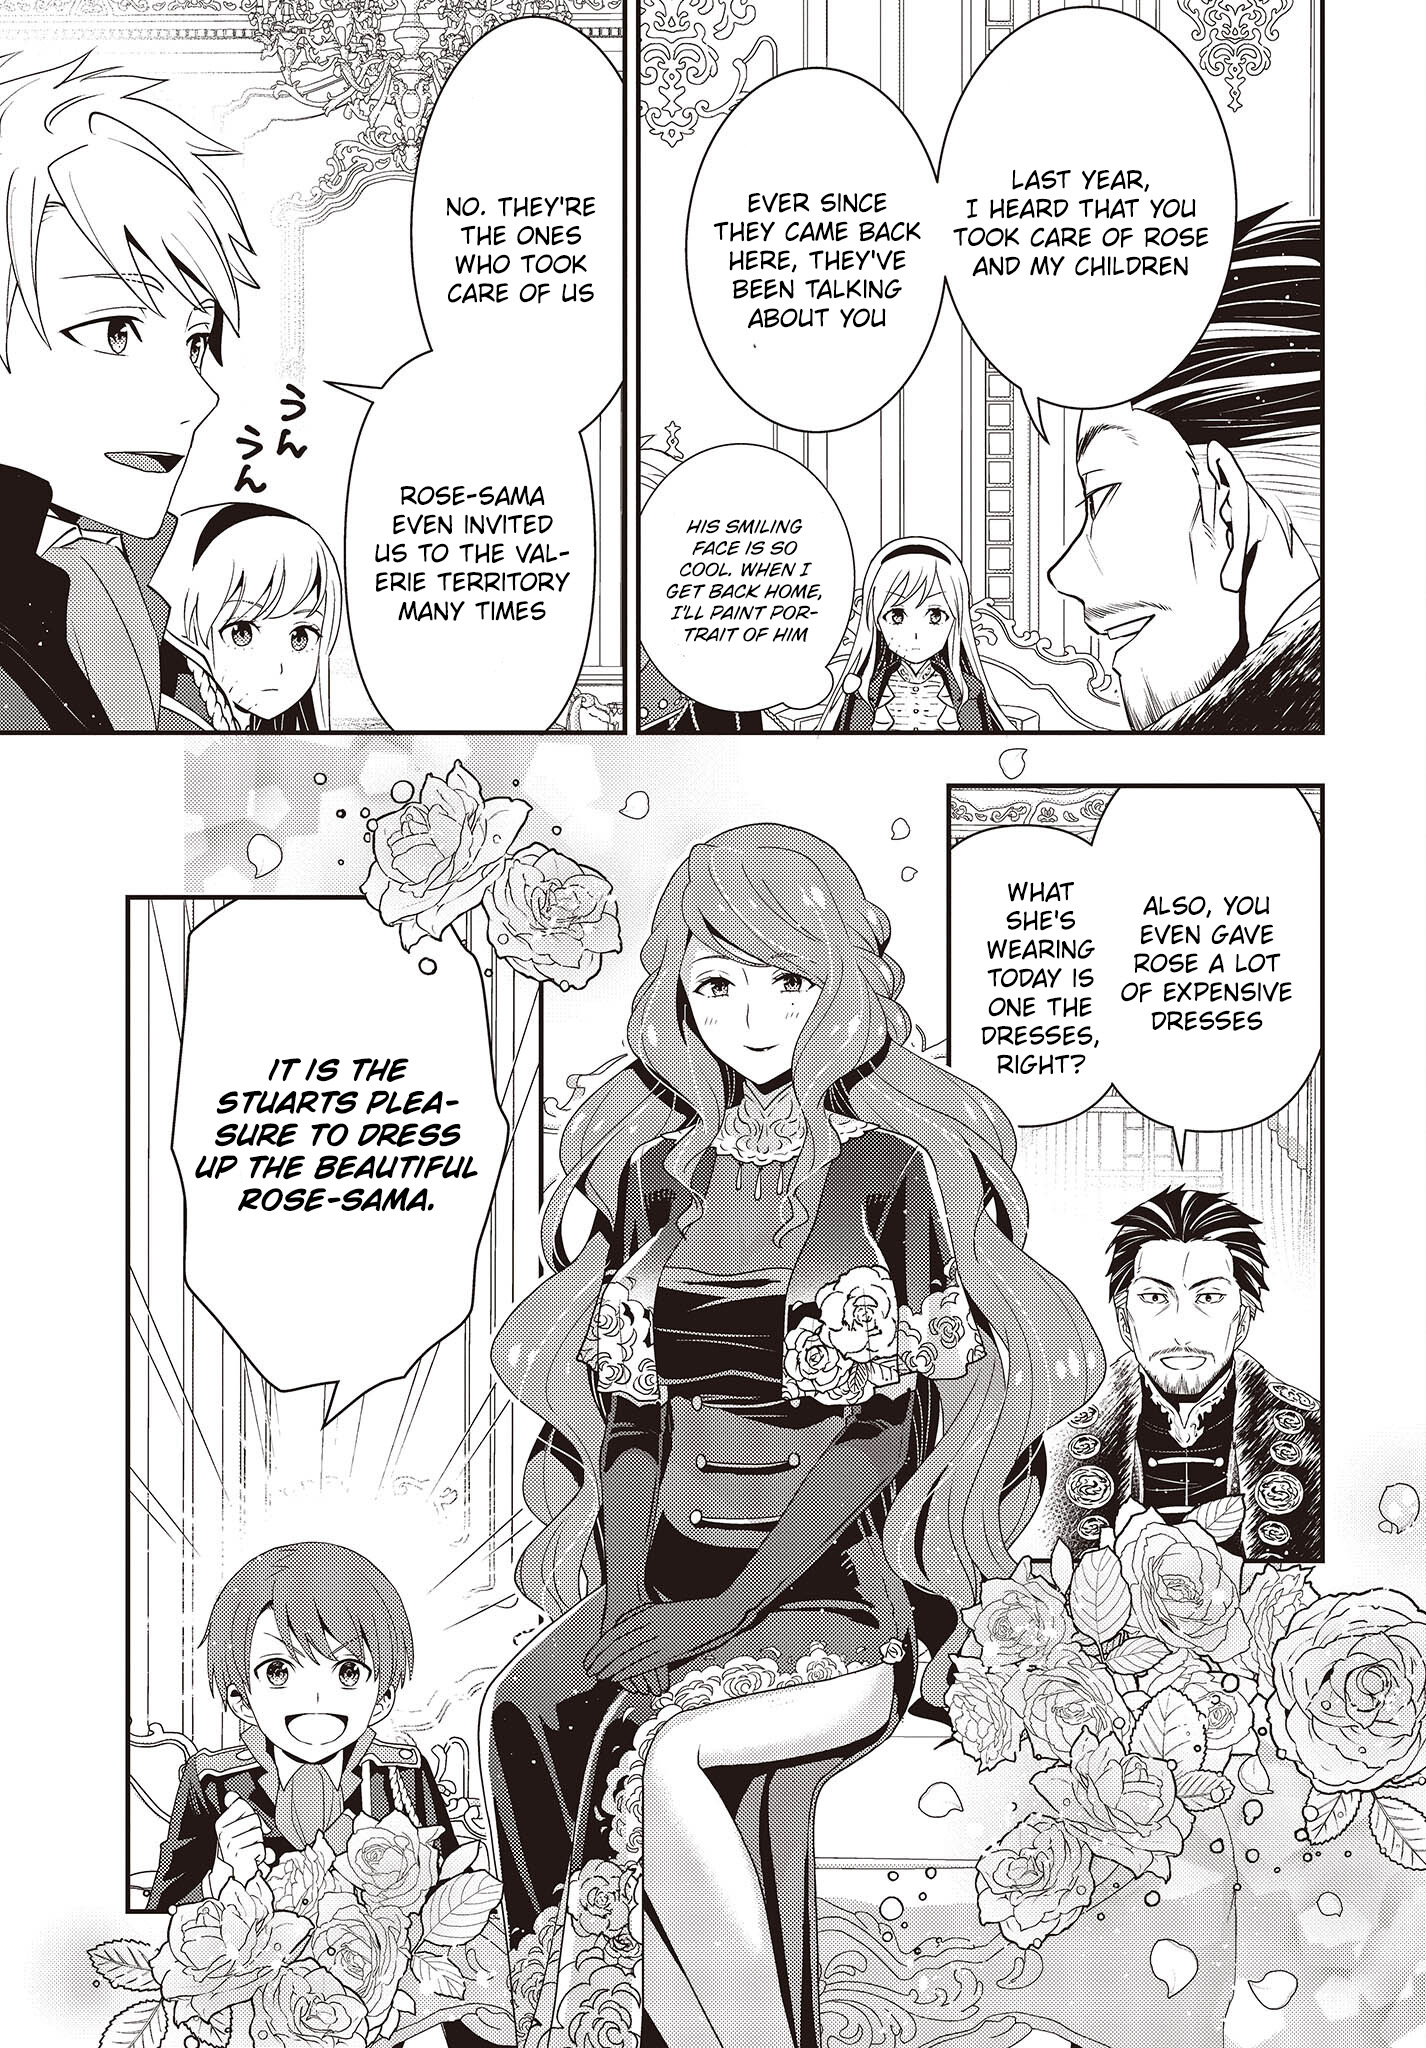 LAST YEAR,
I HEARD THAT YOU
TOOK CARE OF ROSE
AND MY CHILDREN
EVER SINCE
THEY CAME BACK
HERE, THEY'VE
BEEN TALKING
ABOUT YOU
HIS SMILING
FACE IS SO
COOL. WHEN I
GET BACK HOME,
I'LL PAINT POR-
TRAIT OF HIM
NO. THEY'RE
THE ONES
WHO TOOK
CARE OF US
ROSE-SAMA
EVEN INVITED
US TO THE VAL-
ERIE TERRITORY
MANY TIMES
うん
うん
ALSO, YOU
EVEN GAVE
ROSE A LOT
OF EXPENSIVE
DRESSES
WHAT
SHE'S
WEARING
TODAY IS
ONE THE
DRESSES,
RIGHT?
IT IS THE
STUARTS PLEA-
SURE TO DRESS
UP THE BEAUTIFUL
ROSE-SAMA.